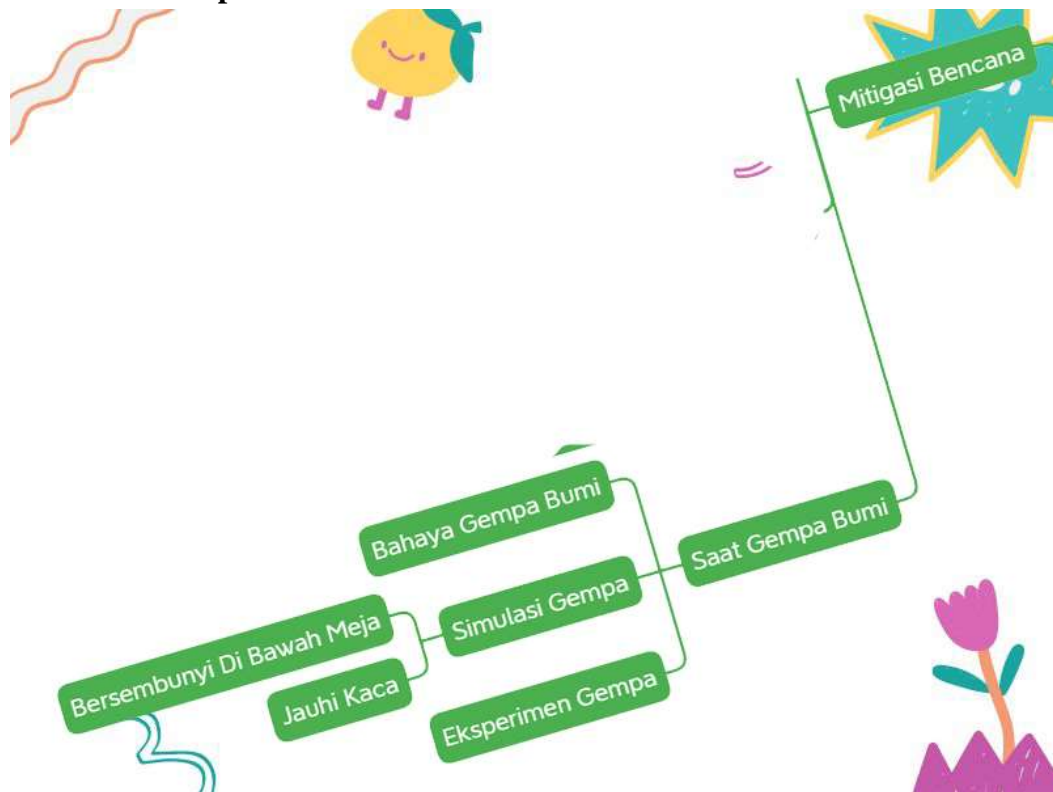 Mitigasi Bencana
Saat Gempa Bumi
Bahaya Gempa Bumi
Simulasi Gempa
Bersembunyi Di Bawah Meja
Jauhi Kaca
Eksperimen Gempa